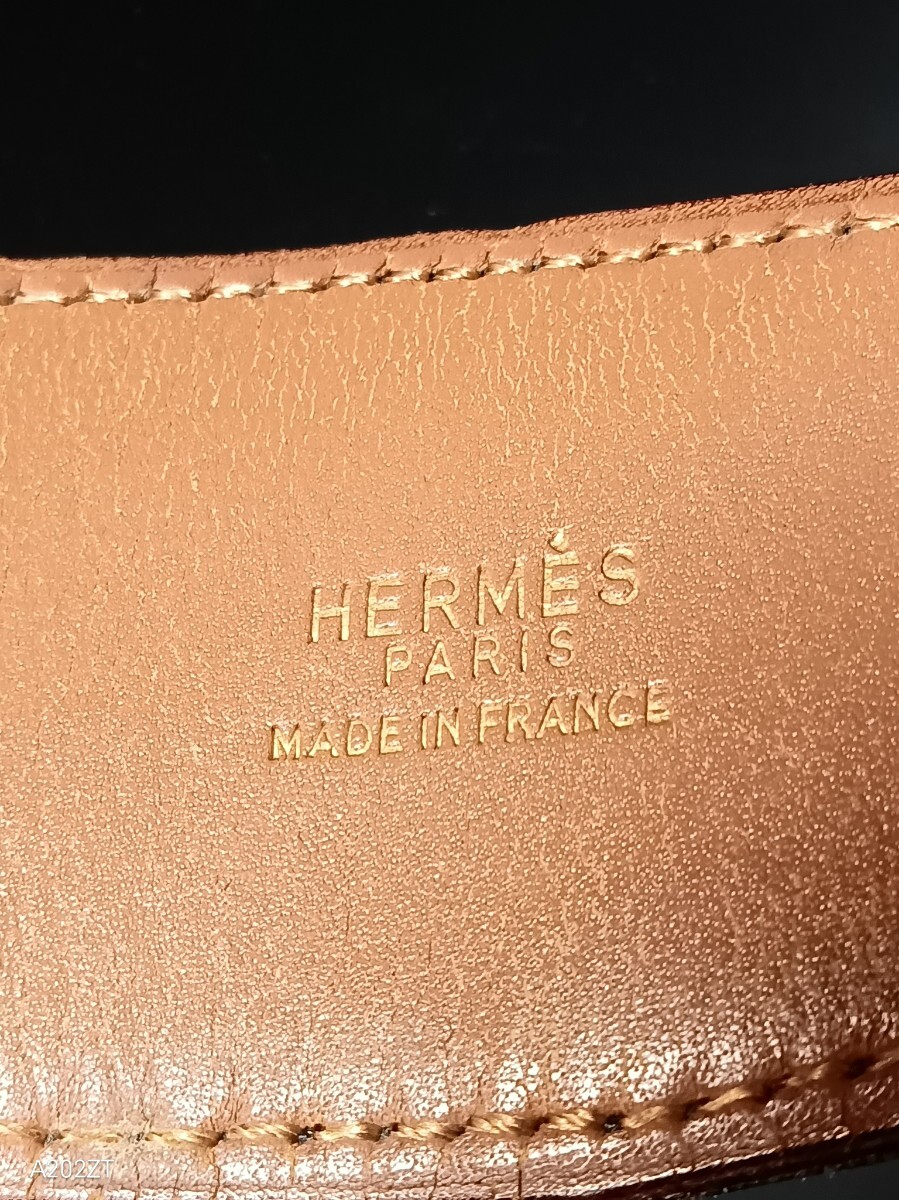 HERMÈS
PARIS
MADE IN FRANCE
A202ZT